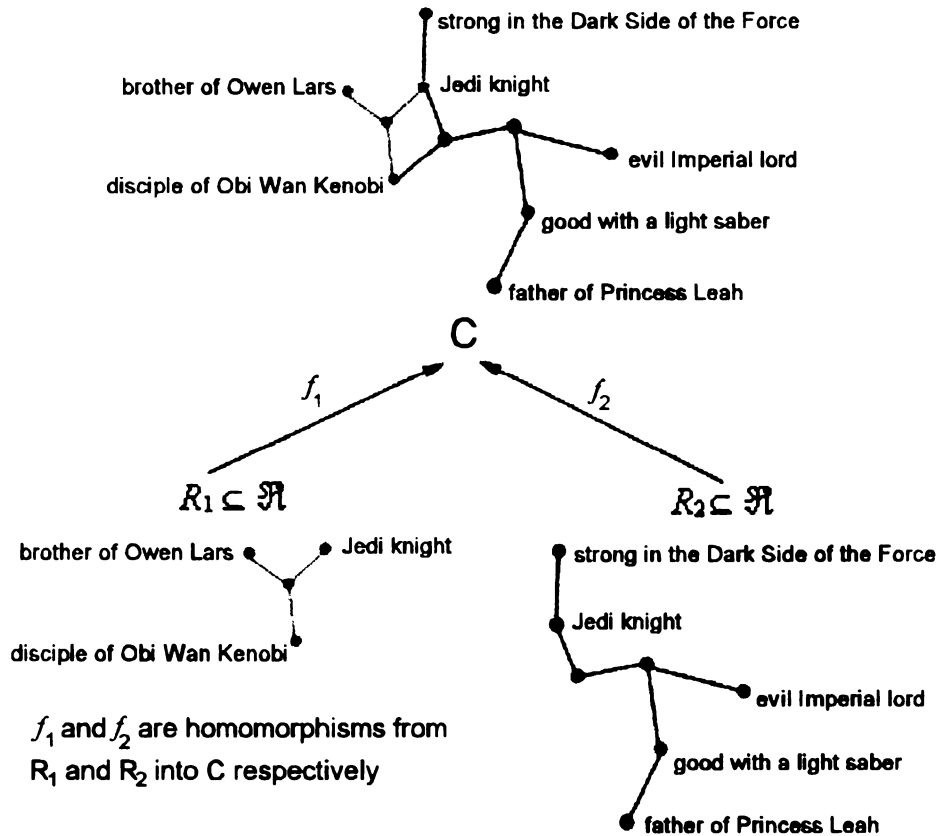 strong in the Dark Side of the Force
brother of Owen Lars
Jedi knight
evil Imperial lord
disciple of Obi Wan Kenobi
good with a light saber
father of Princess Leah
C
f₁
f₂
R₁ ⊆ ℜ
R₂ ⊆ ℜ
brother of Owen Lars
Jedi knight
disciple of Obi Wan Kenobi
strong in the Dark Side of the Force
Jedi knight
evil Imperial lord
good with a light saber
father of Princess Leah
f₁ and f₂ are homomorphisms from
R₁ and R₂ into C respectively